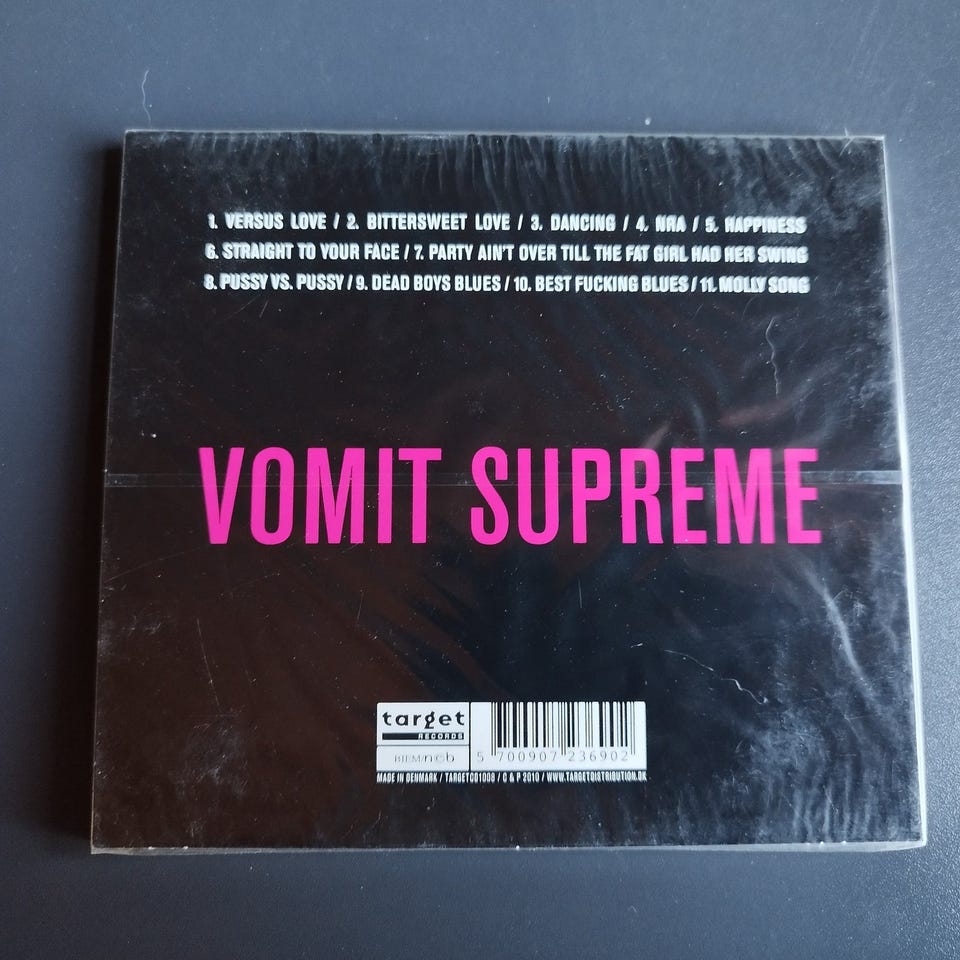 1. VERSUS LOVE / 2. BITTERSWEET LOVE / 3. DANCING / 4. NRA / 5. HAPPINESS
6. STRAIGHT TO YOUR FACE / 7. PARTY AIN'T OVER TILL THE FAT GIRL HAD HER SWING
8. PUSSY VS. PUSSY / 9. DEAD BOYS BLUES / 10. BEST FUCKING BLUES / 11. MOLLY SONG
VOMIT SUPREME
target
RECORDS
BIEM/n©b
5 700907 236902
MADE IN DENMARK / TARGETCD1008 / C & P 2010 / WWW.TARGETDISTRIBUTION.DK